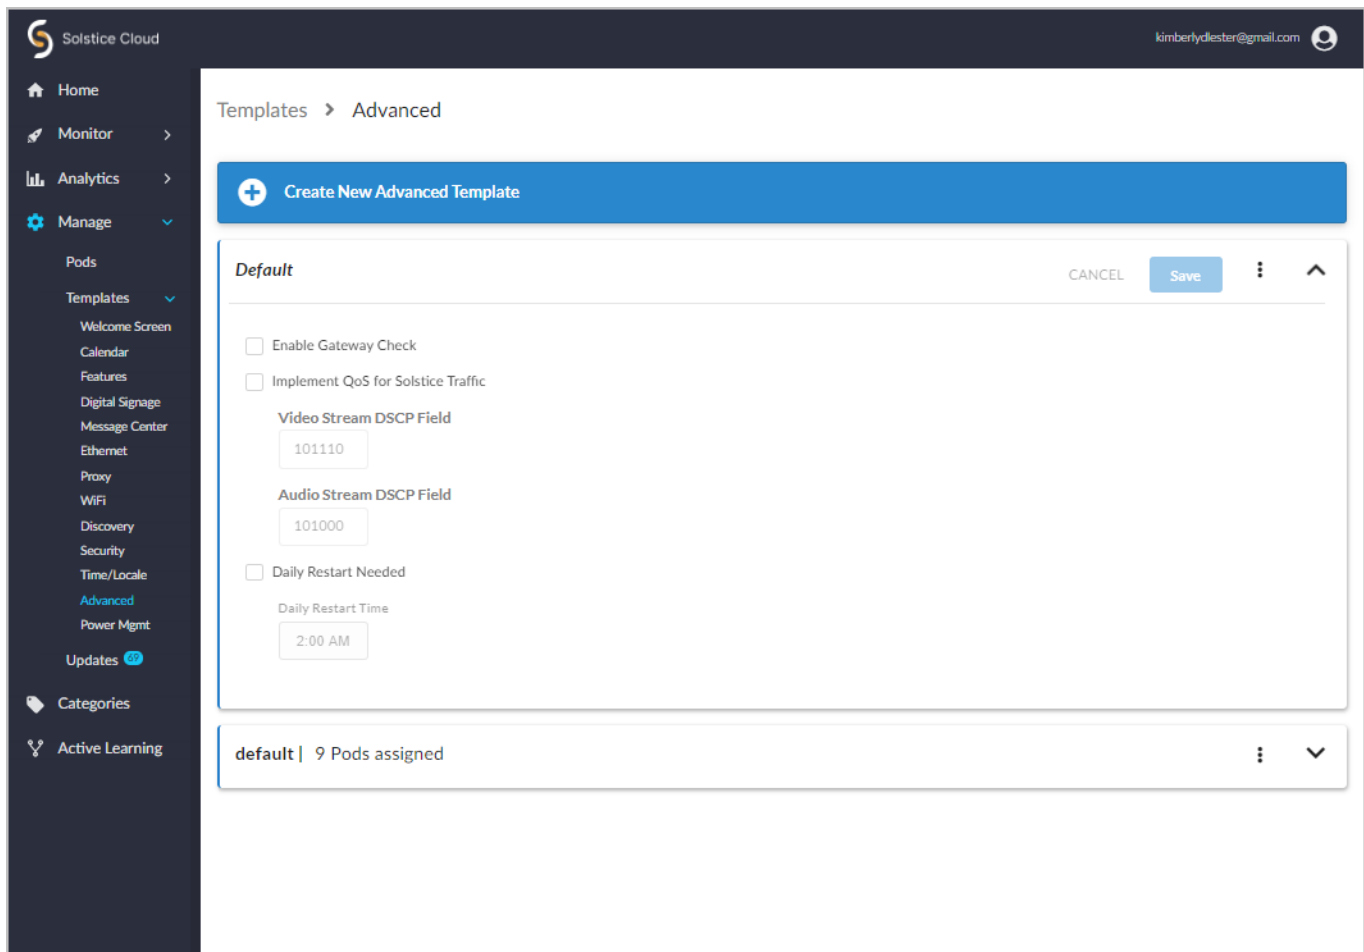 Solstice Cloud
kimberlydlester@gmail.com
Home
Monitor
Analytics
Manage
Pods
Templates
Welcome Screen
Calendar
Features
Digital Signage
Message Center
Ethernet
Proxy
WiFi
Discovery
Security
Time/Locale
Advanced
Power Mgmt
Updates 69
Categories
Active Learning
Templates > Advanced
Create New Advanced Template
Default
CANCEL Save
Enable Gateway Check
Implement QoS for Solstice Traffic
Video Stream DSCP Field
101110
Audio Stream DSCP Field
101000
Daily Restart Needed
Daily Restart Time
2:00 AM
default | 9 Pods assigned